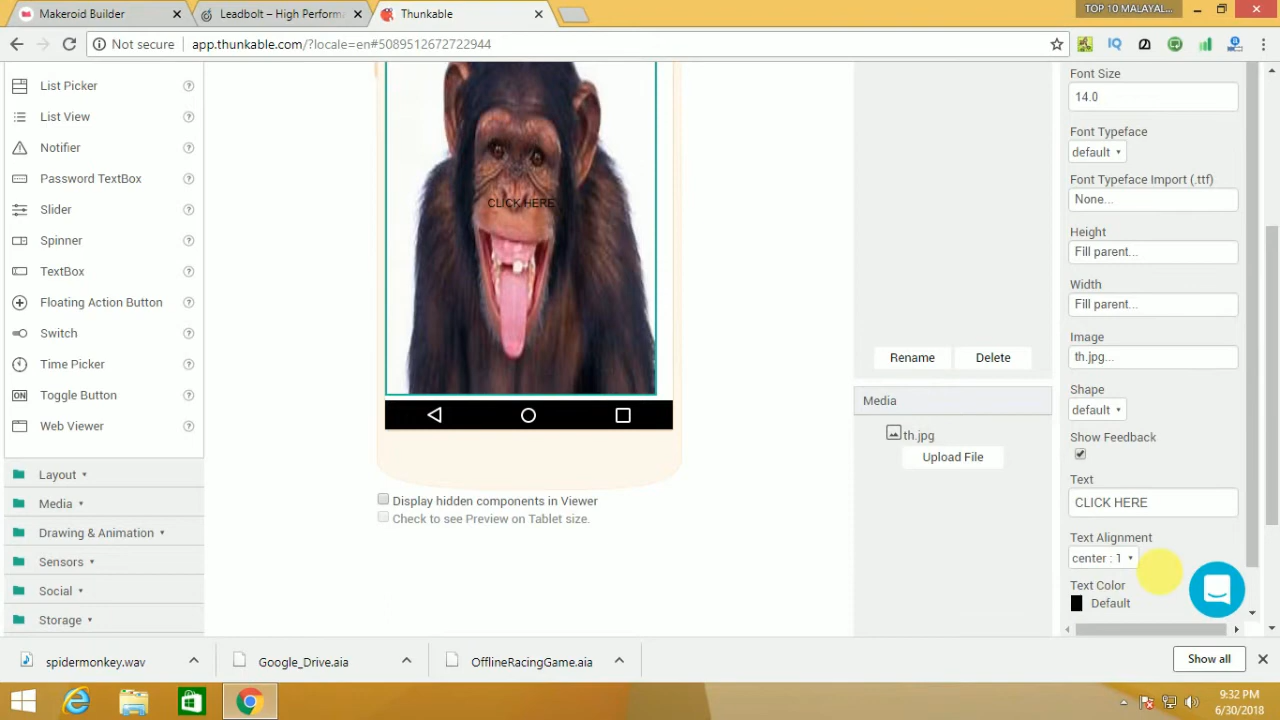 Makeroid Builder
Leadbolt – High Performa
Thunkable
TOP 10 MALAYAL...
Not secure
app.thunkable.com/?locale=en#5089512672722944
List Picker
List View
Notifier
Password TextBox
Slider
Spinner
TextBox
Floating Action Button
Switch
Time Picker
ON
Toggle Button
Web Viewer
Layout
Media
Drawing & Animation
Sensors
Social
Storage
CLICK HERE
Display hidden components in Viewer
Check to see Preview on Tablet size.
Rename
Delete
Media
th.jpg
Upload File
Font Size
14.0
Font Typeface
default
Font Typeface Import (.ttf)
None...
Height
Fill parent...
Width
Fill parent...
Image
th.jpg...
Shape
default
Show Feedback
Text
CLICK HERE
Text Alignment
center : 1
Text Color
Default
spidermonkey.wav
Google_Drive.aia
OfflineRacingGame.aia
Show all
9:32 PM
6/30/2018